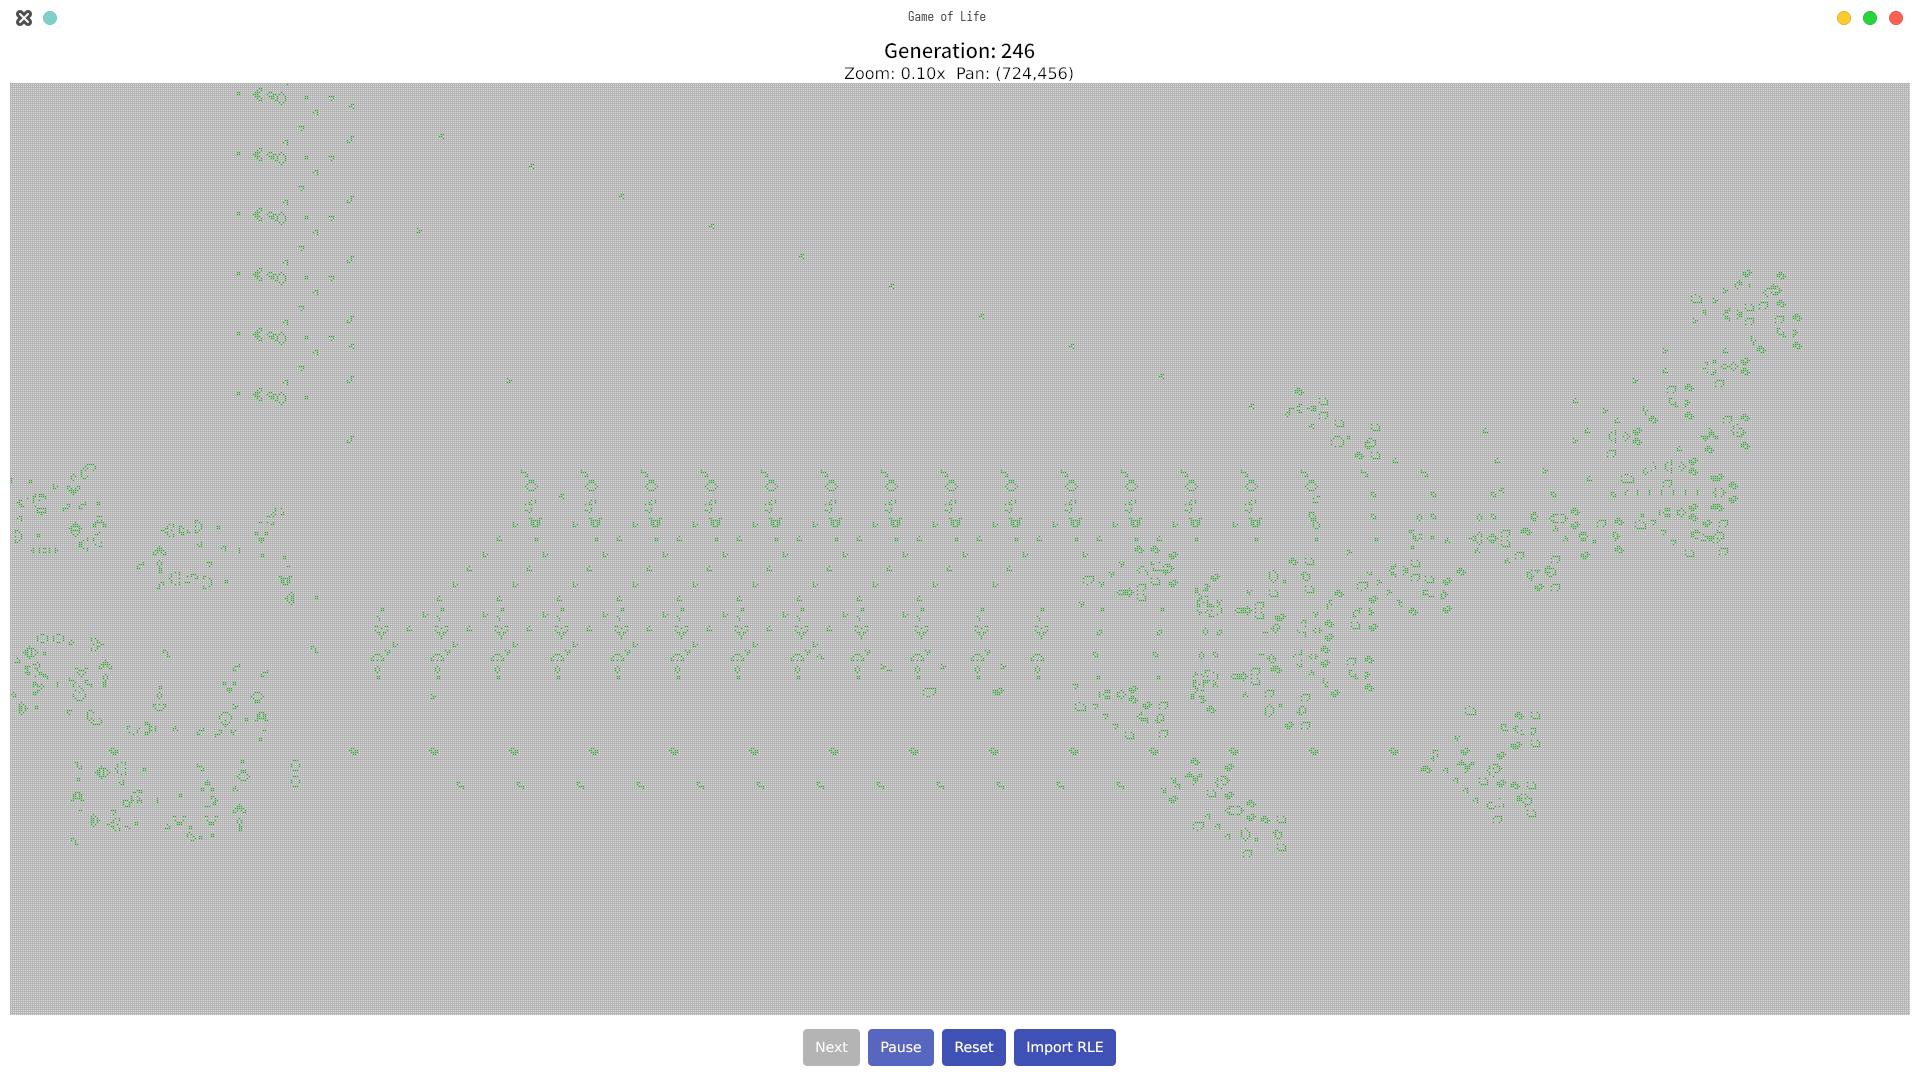 Game of Life
Generation: 246
Zoom: 0.10x  Pan: (724,456)
Next
Pause
Reset
Import RLE